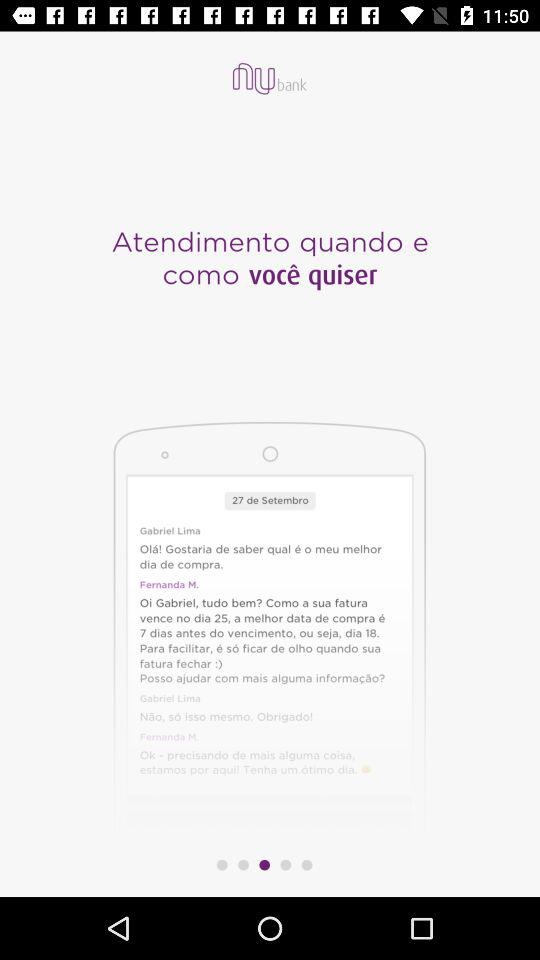 11:50
nu bank
Atendimento quando e
como você quiser
27 de Setembro
Gabriel Lima
Olá! Gostaria de saber qual é o meu melhor
dia de compra.
Fernanda M.
Oi Gabriel, tudo bem? Como a sua fatura
vence no dia 25, a melhor data de compra é
7 dias antes do vencimento, ou seja, dia 18.
Para facilitar, é só ficar de olho quando sua
fatura fechar :)
Posso ajudar com mais alguma informação?
Gabriel Lima
Não, só isso mesmo. Obrigado!
Fernanda M.
Ok - precisando de mais alguma coisa,
estamos por aqui! Tenha um ótimo dia.